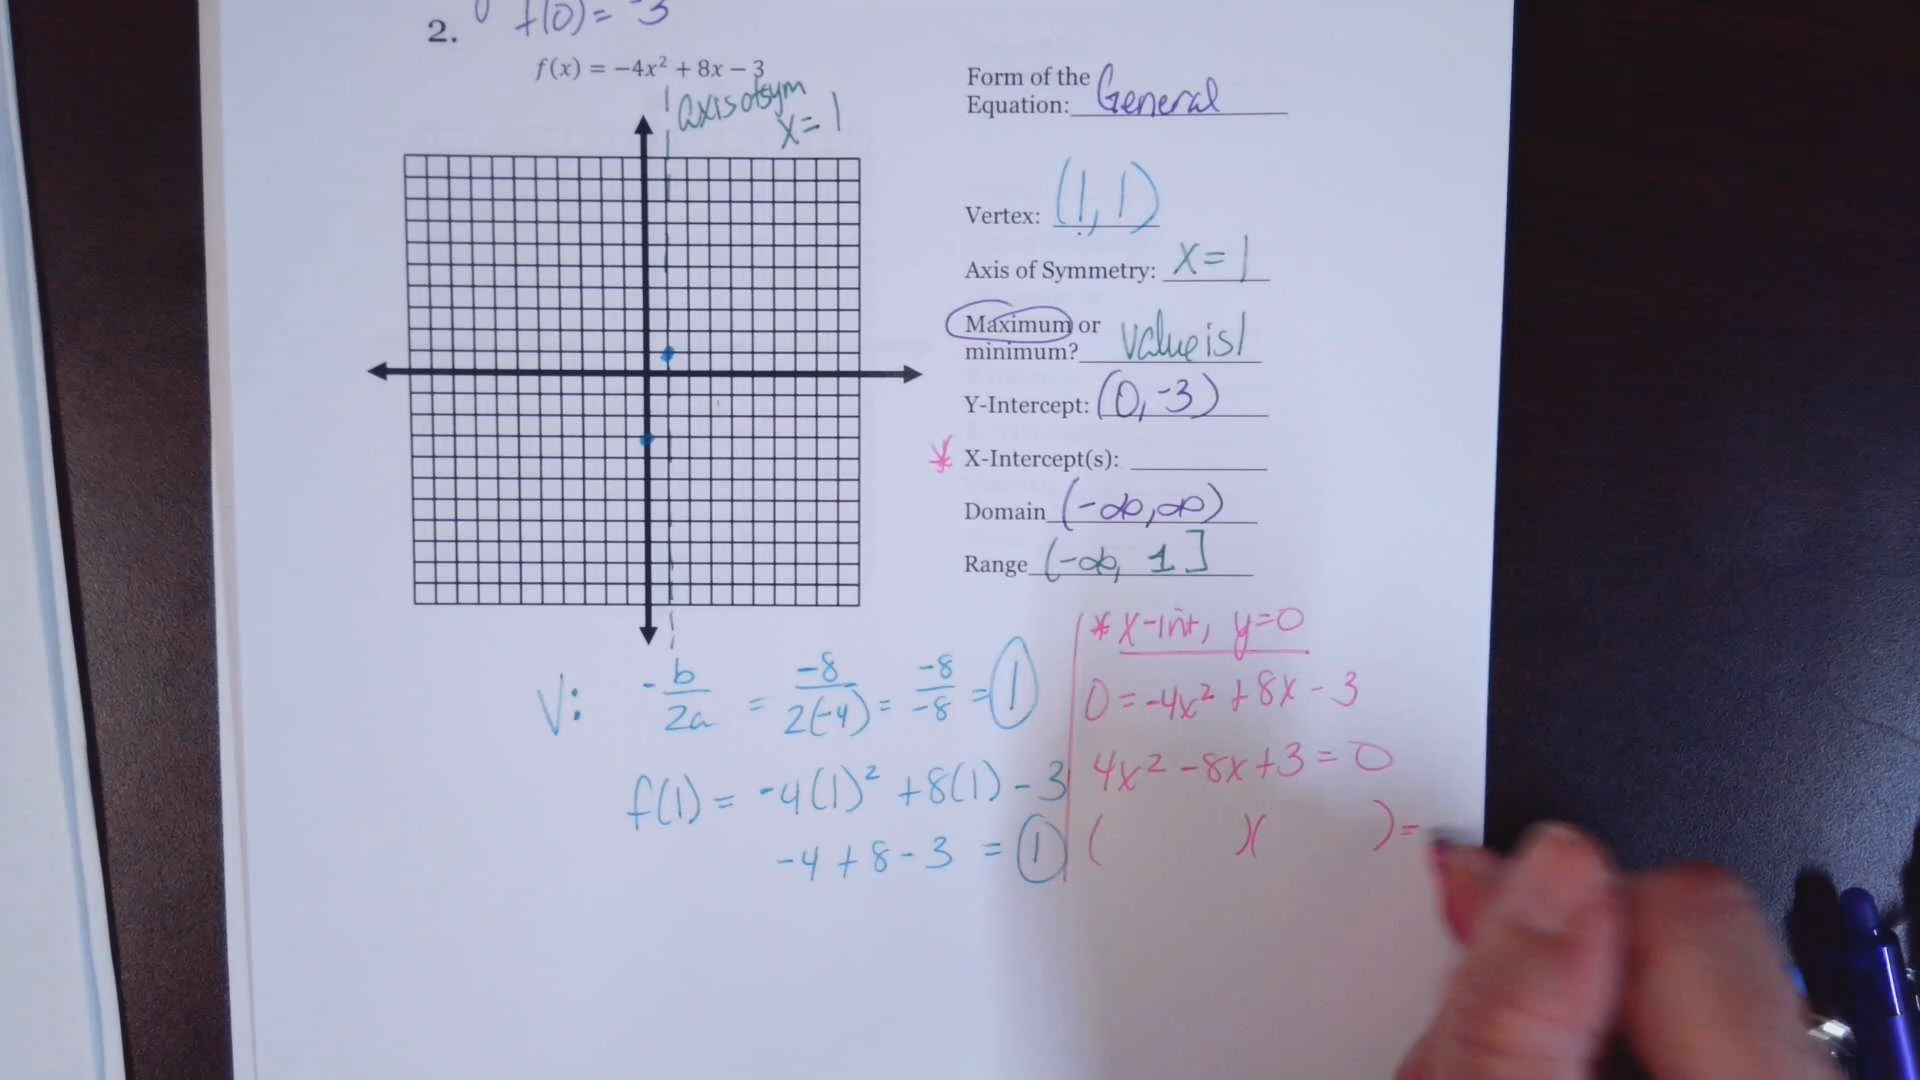 f(0) = -3
2.
f(x) = −4x² + 8x − 3
axis of sym
x = 1
Form of the
Equation: General
Vertex: (1, 1)
Axis of Symmetry: x = 1
Maximum or
minimum? value is 1
Y-Intercept: (0, -3)
* X-Intercept(s):
Domain (-∞, ∞)
Range (-∞, 1]
V: -b/2a = -8/2(-4) = -8/-8 = 1
f(1) = -4(1)² + 8(1) - 3
-4 + 8 - 3 = 1
* x-int, y=0
0 = -4x² + 8x - 3
4x² - 8x + 3 = 0
( )( ) =